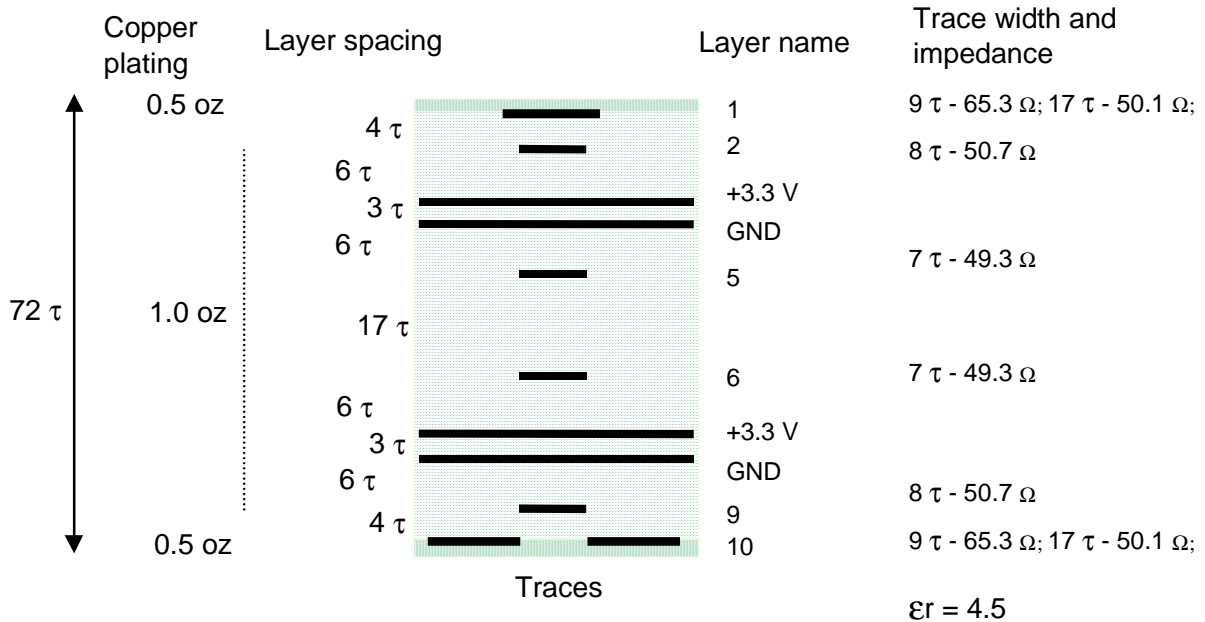 Copper
plating
Layer spacing
Layer name
Trace width and
impedance
0.5 oz
1
9 τ - 65.3 Ω; 17 τ - 50.1 Ω;
4 τ
2
8 τ - 50.7 Ω
6 τ
+3.3 V
3 τ
GND
6 τ
5
7 τ - 49.3 Ω
72 τ
1.0 oz
17 τ
6
7 τ - 49.3 Ω
6 τ
+3.3 V
3 τ
GND
6 τ
8 τ - 50.7 Ω
9
4 τ
0.5 oz
10
9 τ - 65.3 Ω; 17 τ - 50.1 Ω;
Traces
εr = 4.5